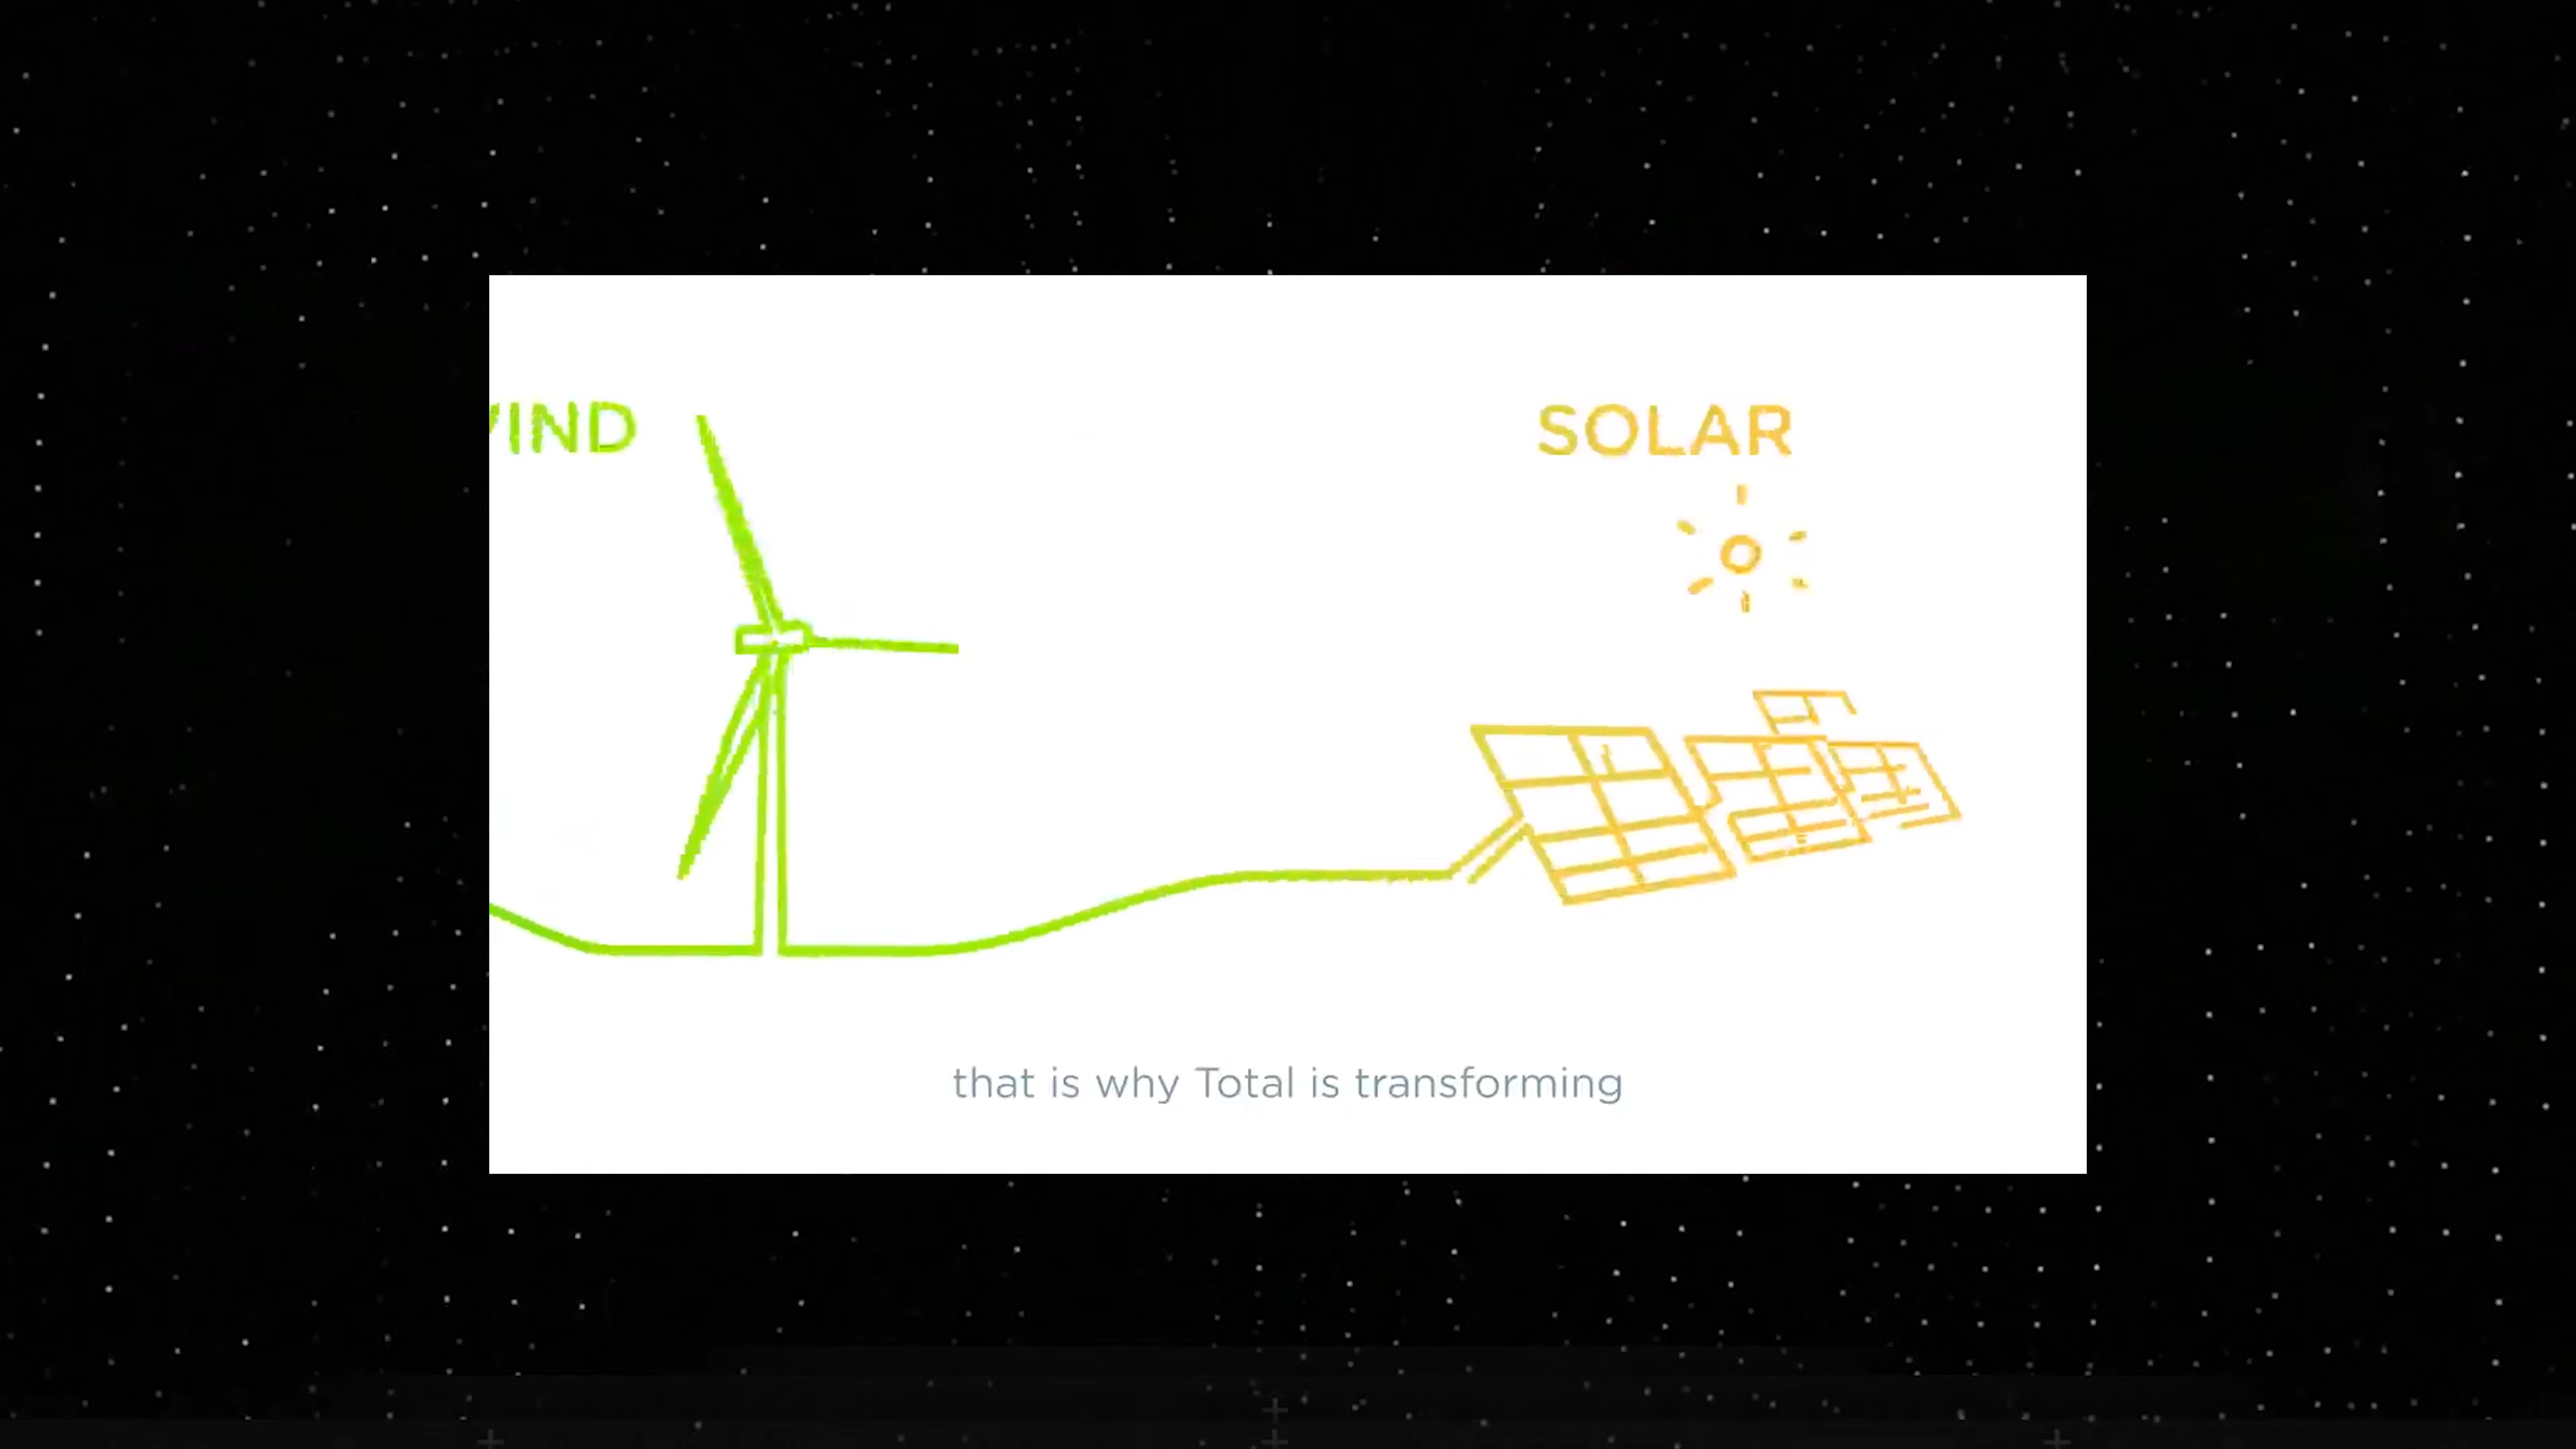 IND
SOLAR
that is why Total is transforming